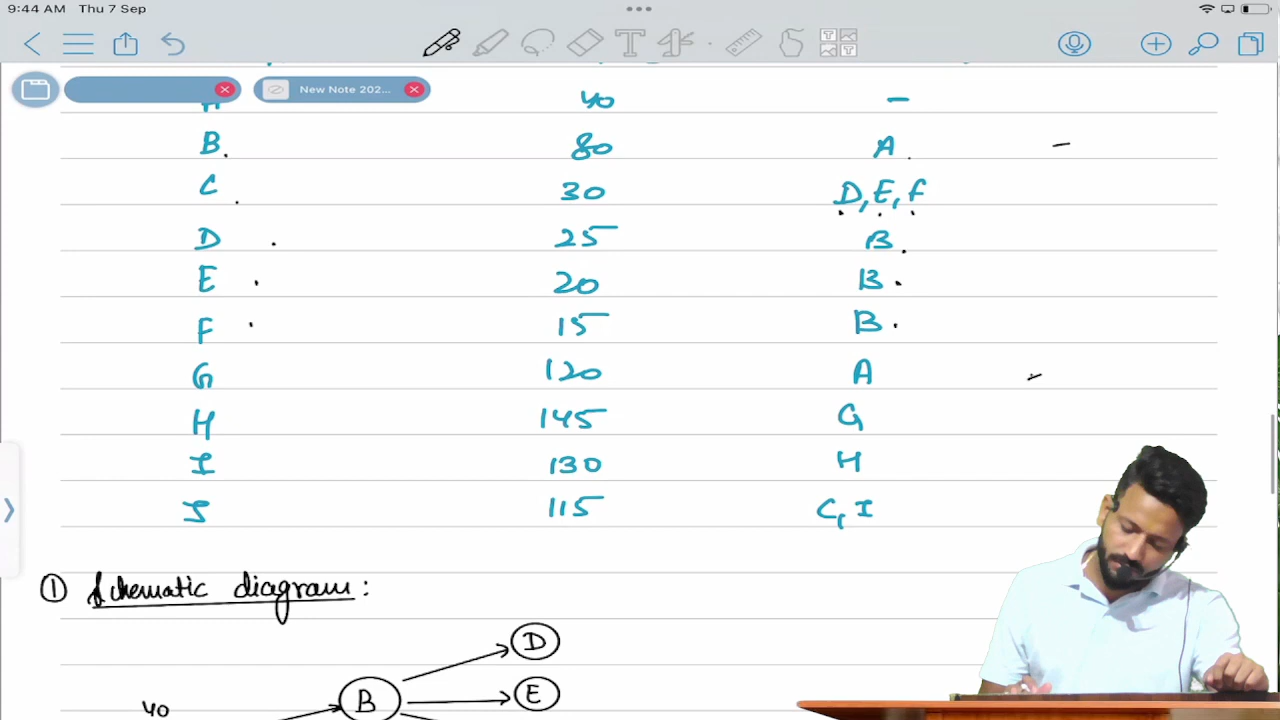 9:44 AM Thu 7 Sep
New Note 202...
A 40 -
B. 80 A. -
C. 30 D, E, F
D. 25 B.
E. 20 B.
F. 15 B.
G 120 A -
H 145 G
I 130 H
J 115 C, I
① Schematic diagram:
D
B E
40